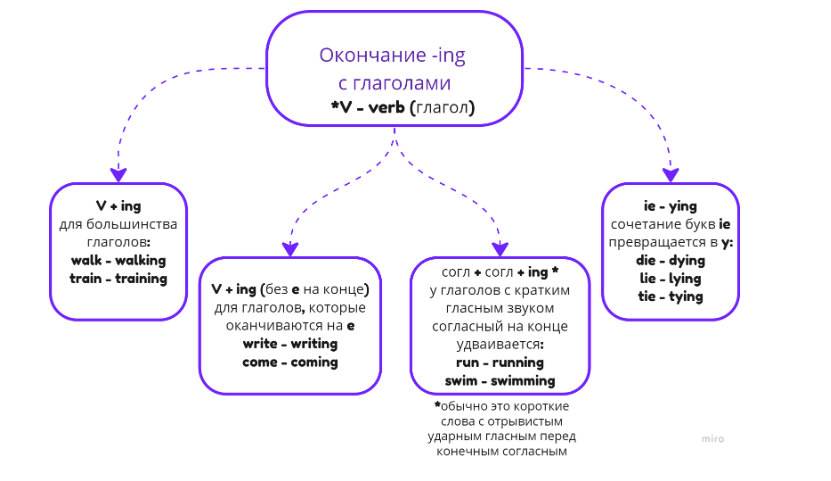 Окончание -ing
с глаголами
*V - verb (глагол)
V + ing
для большинства
глаголов:
walk - walking
train - training
V + ing (без e на конце)
для глаголов, которые
оканчиваются на e
write - writing
come - coming
согл + согл + ing *
у глаголов с кратким
гласным звуком
согласный на конце
удваивается:
run - running
swim - swimming
*обычно это короткие
слова с отрывистым
ударным гласным перед
конечным согласным
ie - ying
сочетание букв ie
превращается в y:
die - dying
lie - lying
tie - tying
miro